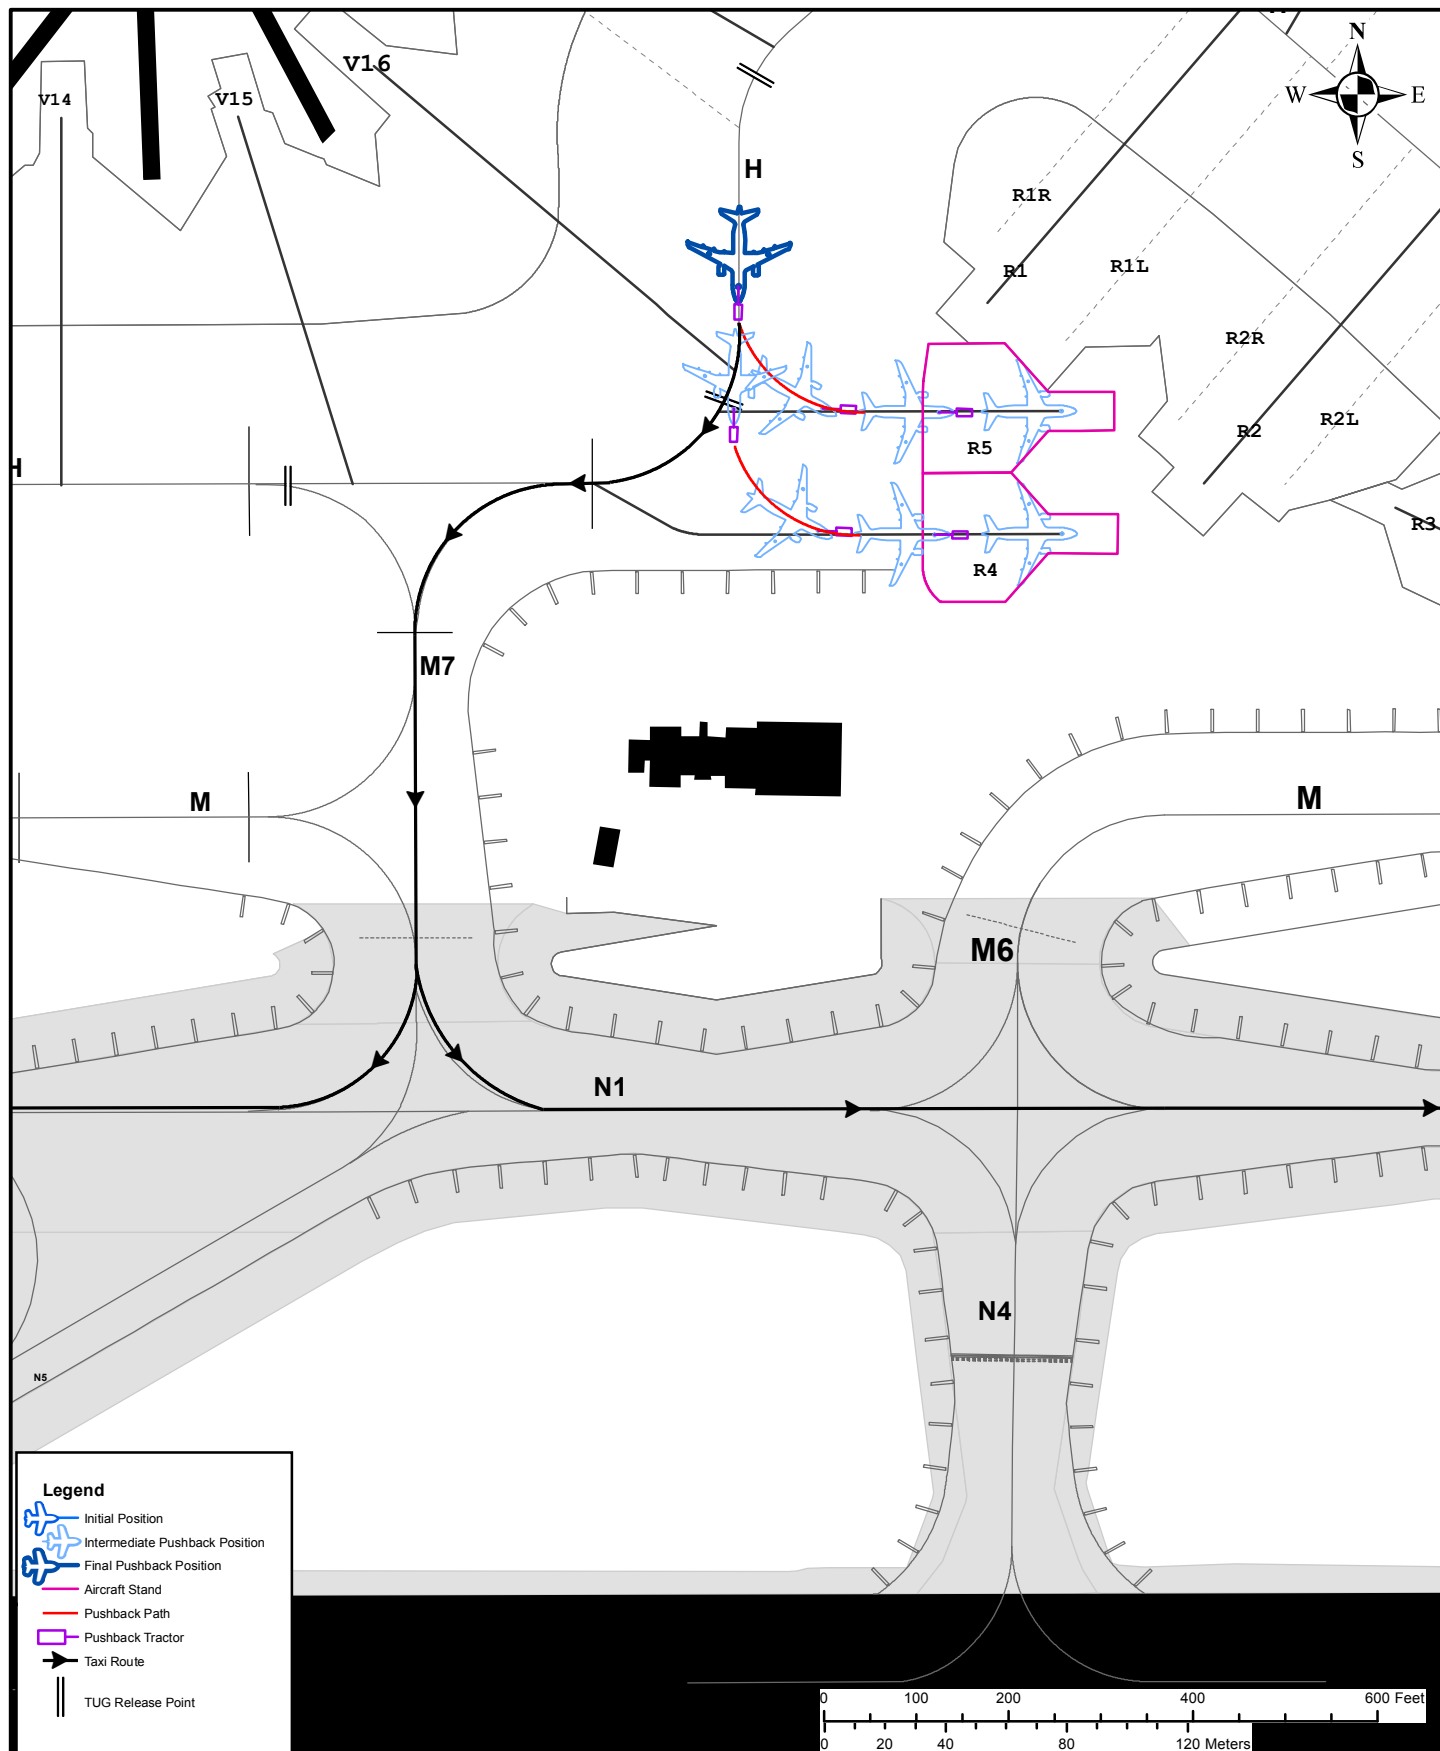 N
W E
S
V16
V14
V15
H
R1R
R1
R1L
R2R
R2L
R2
R5
R4
R3
H
M7
M
M
M6
N1
N4
N5
Legend
Initial Position
Intermediate Pushback Position
Final Pushback Position
Aircraft Stand
Pushback Path
Pushback Tractor
Taxi Route
TUG Release Point
0 100 200 400 600 Feet
0 20 40 80 120 Meters